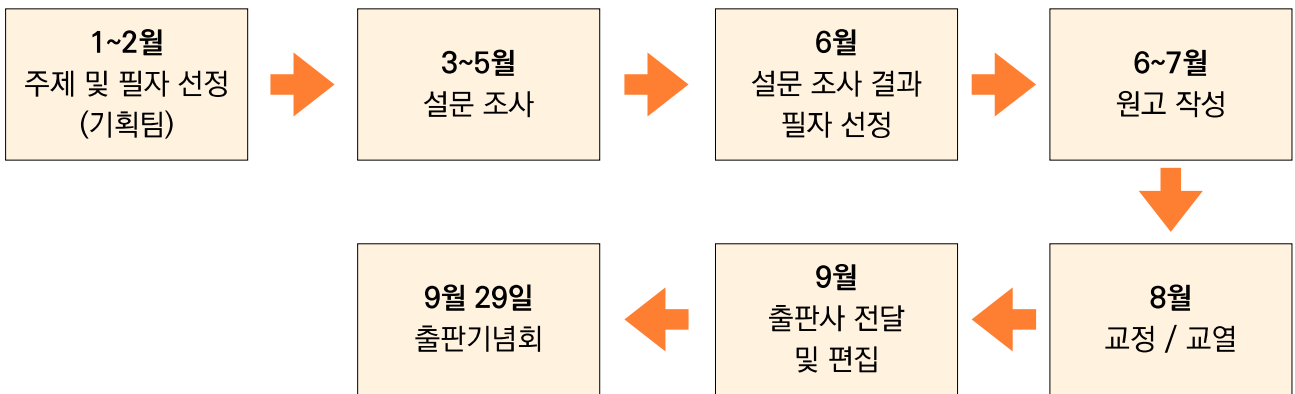 1~2월
주제 및 필자 선정
(기획팀)
3~5월
설문 조사
6월
설문 조사 결과
필자 선정
6~7월
원고 작성
8월
교정 / 교열
9월
출판사 전달
및 편집
9월 29일
출판기념회